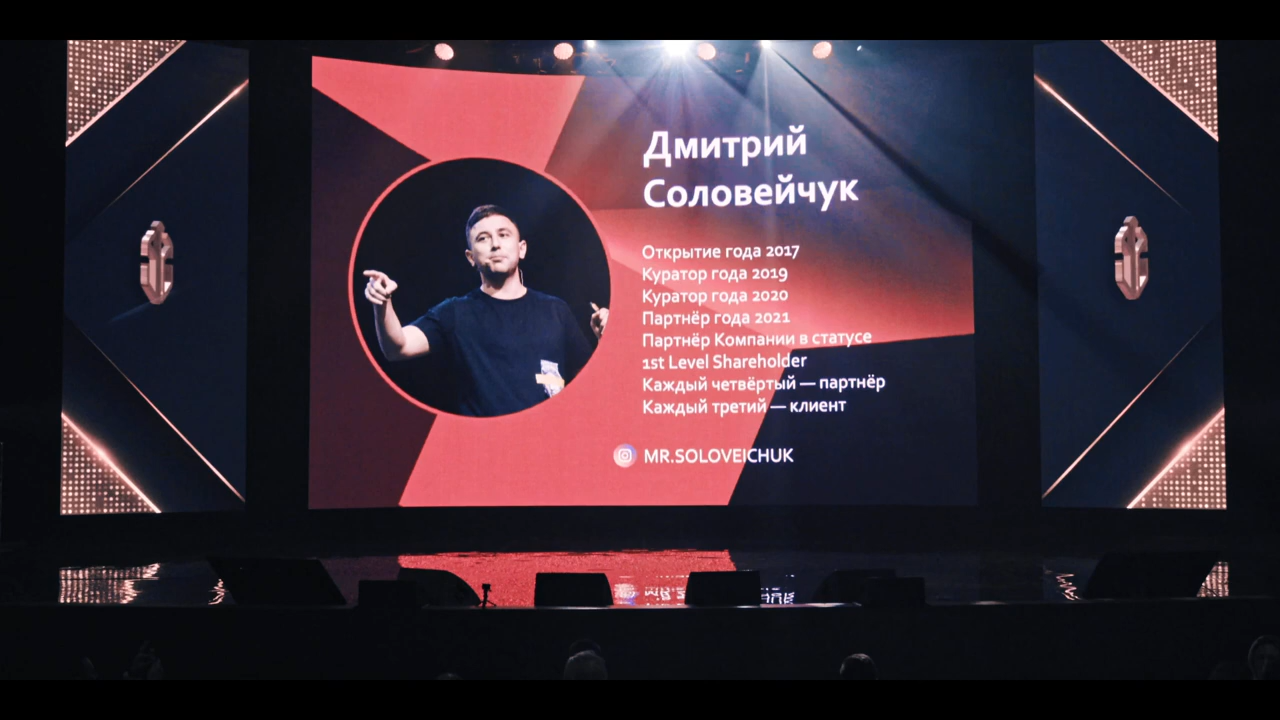 Дмитрий
Соловейчук
Открытие года 2017
Куратор года 2019
Куратор года 2020
Партнёр года 2021
Партнёр Компании в статусе
1st Level Shareholder
Каждый четвёртый — партнёр
Каждый третий — клиент
MR.SOLOVEICHUK